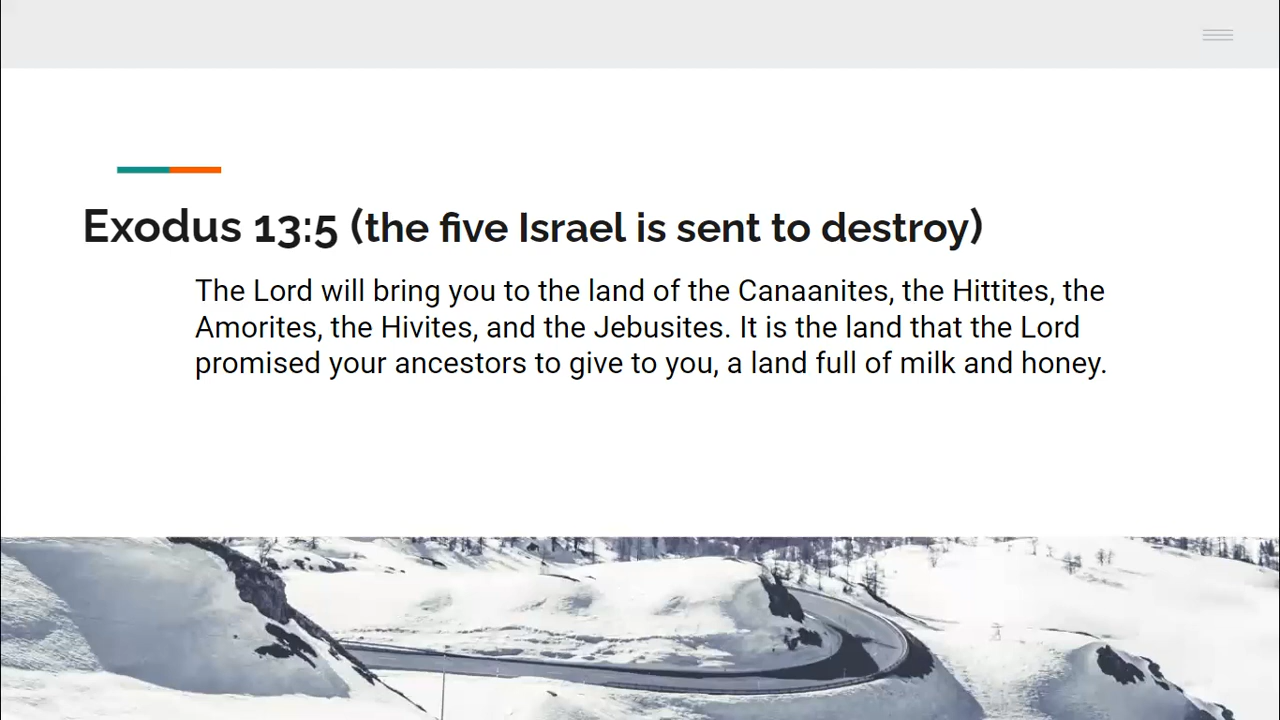 Exodus 13:5 (the five Israel is sent to destroy)
The Lord will bring you to the land of the Canaanites, the Hittites, the
Amorites, the Hivites, and the Jebusites. It is the land that the Lord
promised your ancestors to give to you, a land full of milk and honey.